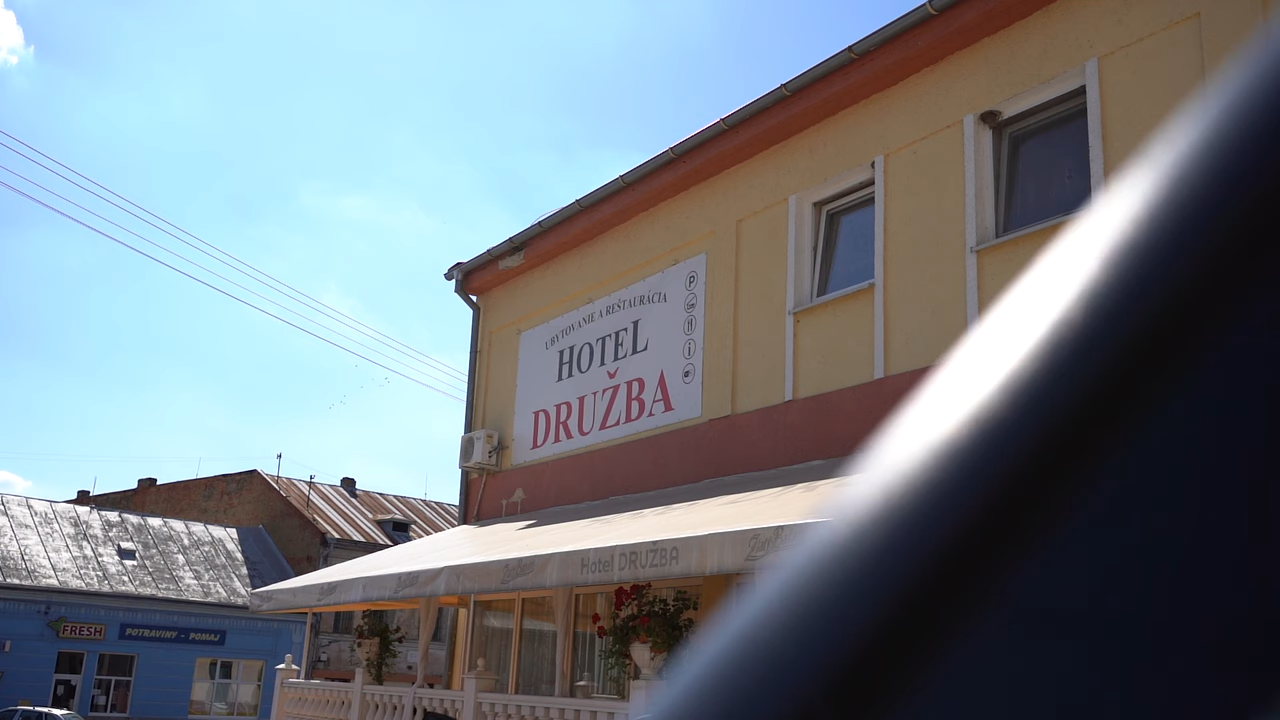 UBYTOVANIE A REŠTAURÁCIA
HOTEL
DRUŽBA
P
i
Hotel DRUŽBA
FRESH
POTRAVINY - POMAJ